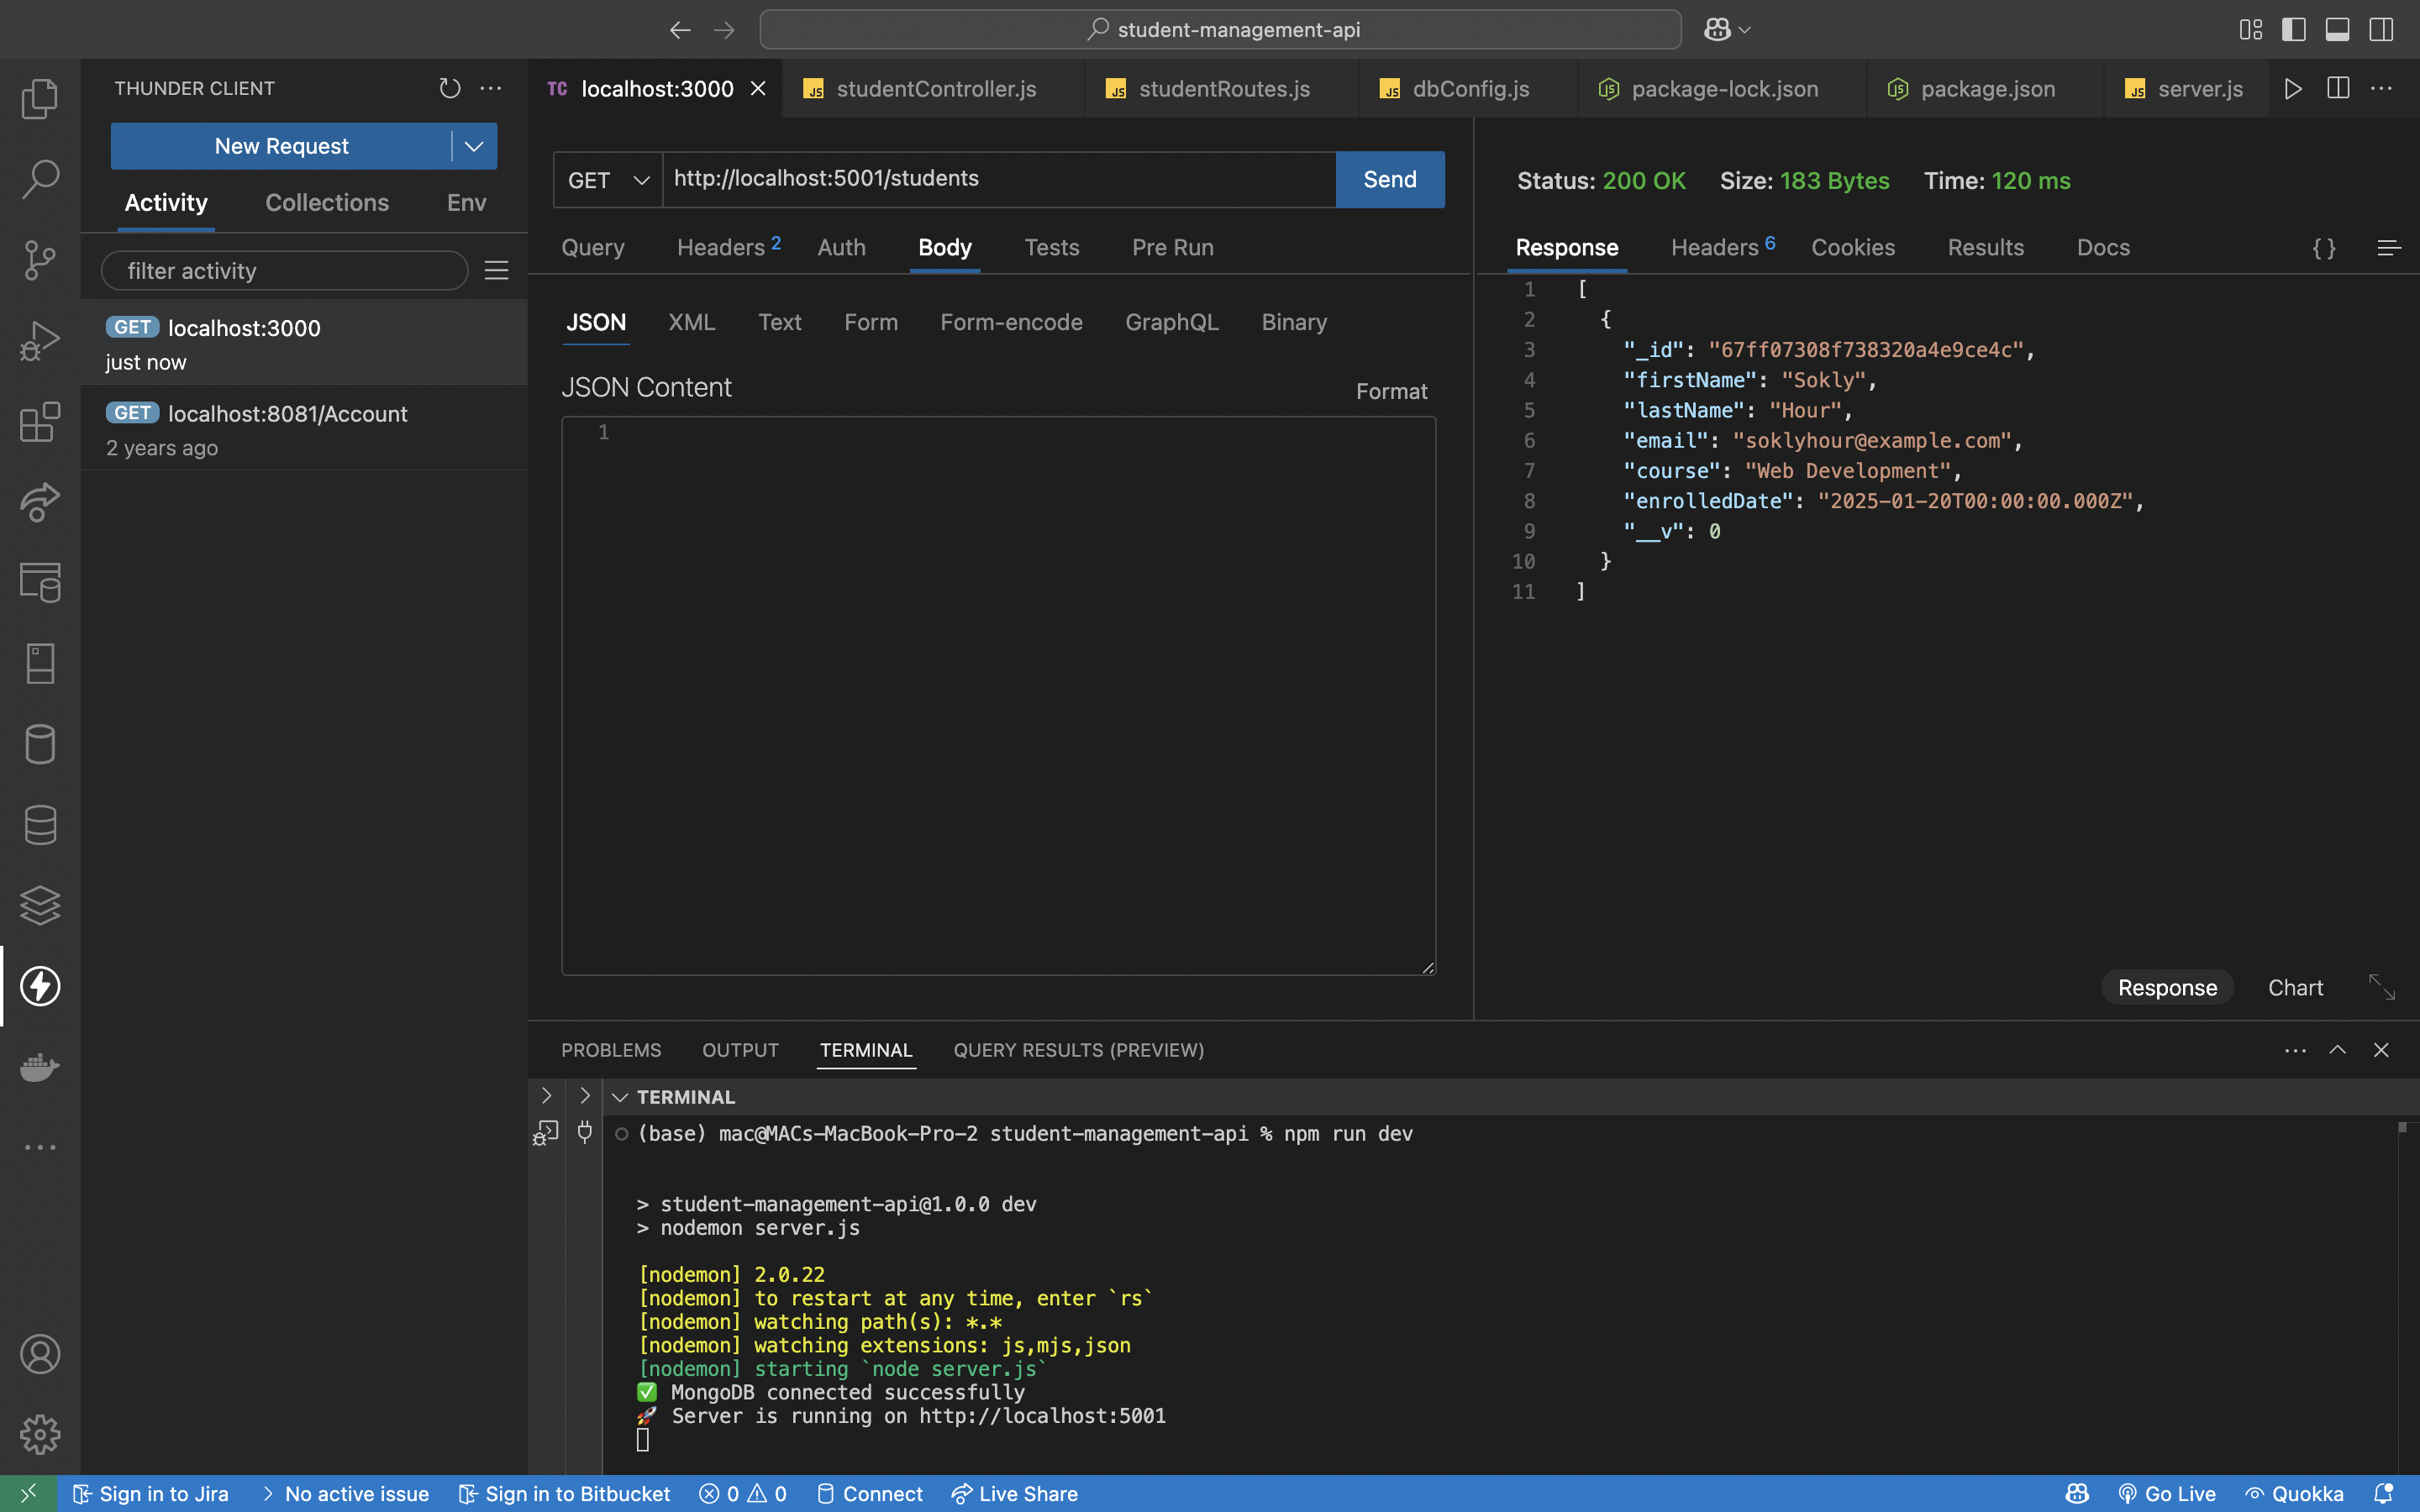 student-management-api
THUNDER CLIENT
New Request
Activity Collections Env
filter activity
GET localhost:3000
just now
GET localhost:8081/Account
2 years ago
TC localhost:3000
JS studentController.js
JS studentRoutes.js
JS dbConfig.js
package-lock.json
package.json
JS server.js
GET http://localhost:5001/students Send
Query Headers 2 Auth Body Tests Pre Run
JSON XML Text Form Form-encode GraphQL Binary
JSON Content Format
1
Status: 200 OK Size: 183 Bytes Time: 120 ms
Response Headers 6 Cookies Results Docs { }
1 [
2 {
3 "_id": "67ff07308f738320a4e9ce4c",
4 "firstName": "Sokly",
5 "lastName": "Hour",
6 "email": "soklyhour@example.com",
7 "course": "Web Development",
8 "enrolledDate": "2025-01-20T00:00:00.000Z",
9 "__v": 0
10 }
11 ]
Response Chart
PROBLEMS OUTPUT TERMINAL QUERY RESULTS (PREVIEW)
TERMINAL
(base) mac@MACs-MacBook-Pro-2 student-management-api % npm run dev
> student-management-api@1.0.0 dev
> nodemon server.js
[nodemon] 2.0.22
[nodemon] to restart at any time, enter `rs`
[nodemon] watching path(s): *.*
[nodemon] watching extensions: js,mjs,json
[nodemon] starting `node server.js`
✅ MongoDB connected successfully
🚀 Server is running on http://localhost:5001
Sign in to Jira > No active issue Sign in to Bitbucket 0 0 Connect Live Share Go Live Quokka